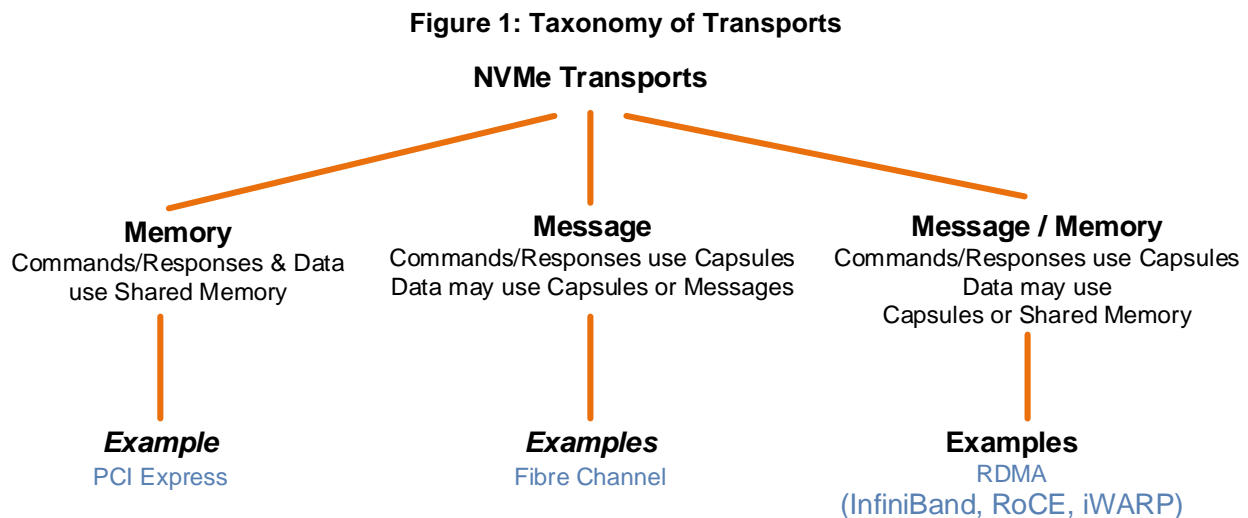 Figure 1: Taxonomy of Transports
NVMe Transports
Memory
Commands/Responses & Data
use Shared Memory
Example
PCI Express
Message
Commands/Responses use Capsules
Data may use Capsules or Messages
Examples
Fibre Channel
Message / Memory
Commands/Responses use Capsules
Data may use
Capsules or Shared Memory
Examples
RDMA
(InfiniBand, RoCE, iWARP)